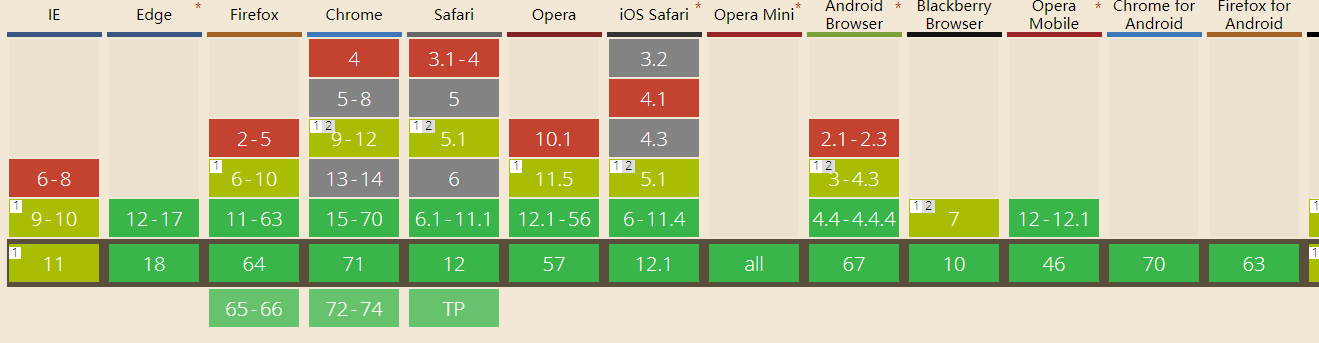 IE Edge * Firefox Chrome Safari Opera iOS Safari * Opera Mini * Android Browser * Blackberry Browser Opera Mobile * Chrome for Android Firefox for Android
4 3.1-4 3.2
5-8 5 4.1
2-5 1 2 9-12 1 2 5.1 10.1 4.3 2.1-2.3
6-8 1 6-10 13-14 6 1 11.5 1 2 5.1 1 2 3-4.3
1 9-10 12-17 11-63 15-70 6.1-11.1 12.1-56 6-11.4 4.4-4.4.4 1 2 7 12-12.1 1
1 11 18 64 71 12 57 12.1 all 67 10 46 70 63 1
65-66 72-74 TP